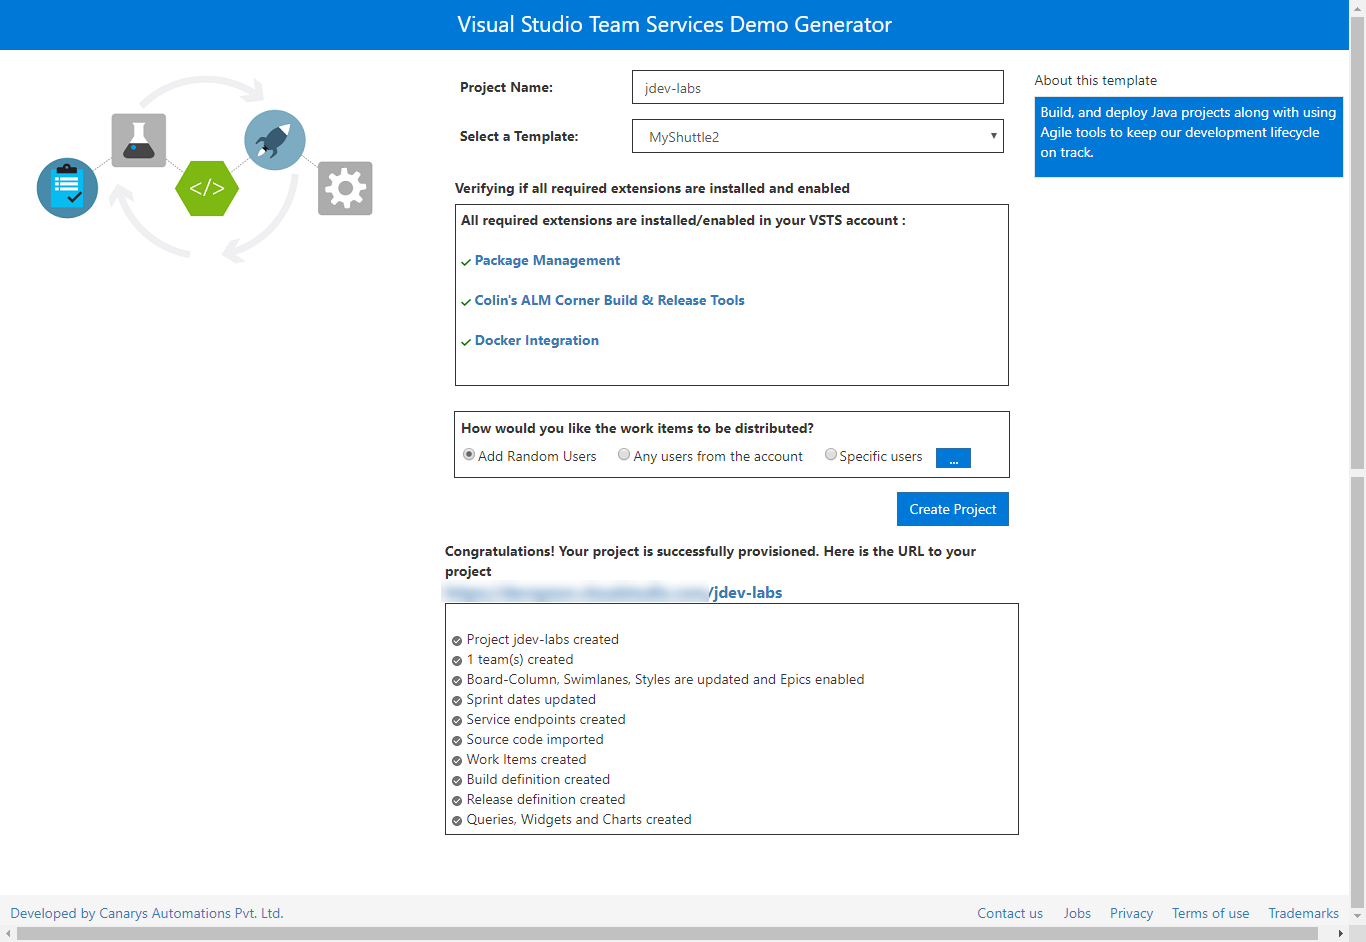 Visual Studio Team Services Demo Generator
Project Name:
jdev-labs
Select a Template:
MyShuttle2
About this template
Build, and deploy Java projects along with using
Agile tools to keep our development lifecycle
on track.
</>
Verifying if all required extensions are installed and enabled
All required extensions are installed/enabled in your VSTS account :
Package Management
Colin's ALM Corner Build & Release Tools
Docker Integration
How would you like the work items to be distributed?
Add Random Users Any users from the account Specific users ...
Create Project
Congratulations! Your project is successfully provisioned. Here is the URL to your
project
/jdev-labs
Project jdev-labs created
1 team(s) created
Board-Column, Swimlanes, Styles are updated and Epics enabled
Sprint dates updated
Service endpoints created
Source code imported
Work Items created
Build definition created
Release definition created
Queries, Widgets and Charts created
Developed by Canarys Automations Pvt. Ltd.
Contact us Jobs Privacy Terms of use Trademarks